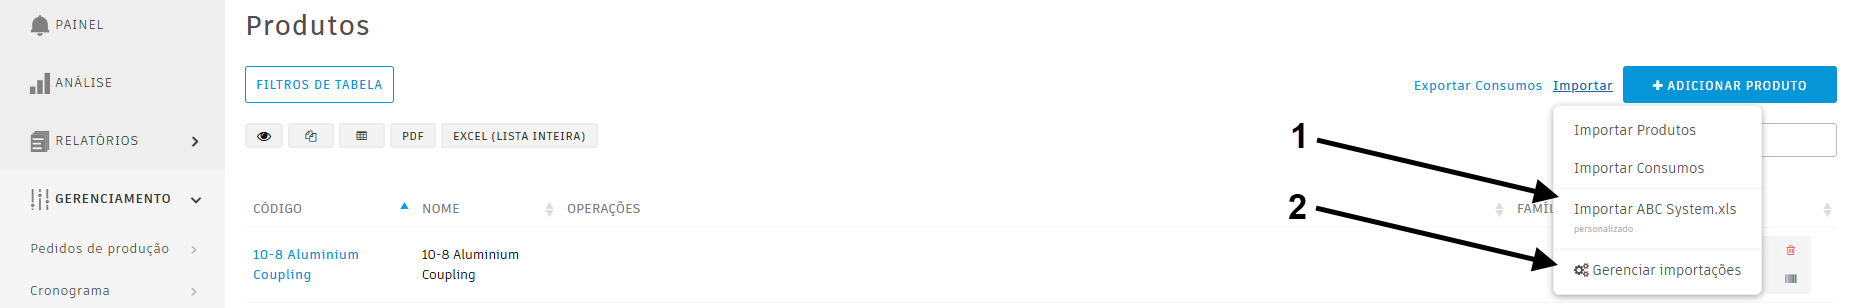 PAINEL
ANÁLISE
RELATÓRIOS
GERENCIAMENTO
Pedidos de produção
Cronograma
Produtos
FILTROS DE TABELA
Exportar Consumos Importar ADICIONAR PRODUTO
PDF EXCEL (LISTA INTEIRA)
Importar Produtos
Importar Consumos
Importar ABC System.xls
personalizado
Gerenciar importações
1
2
CÓDIGO NOME OPERAÇÕES FAMÍL
10-8 Aluminium
Coupling
10-8 Aluminium
Coupling